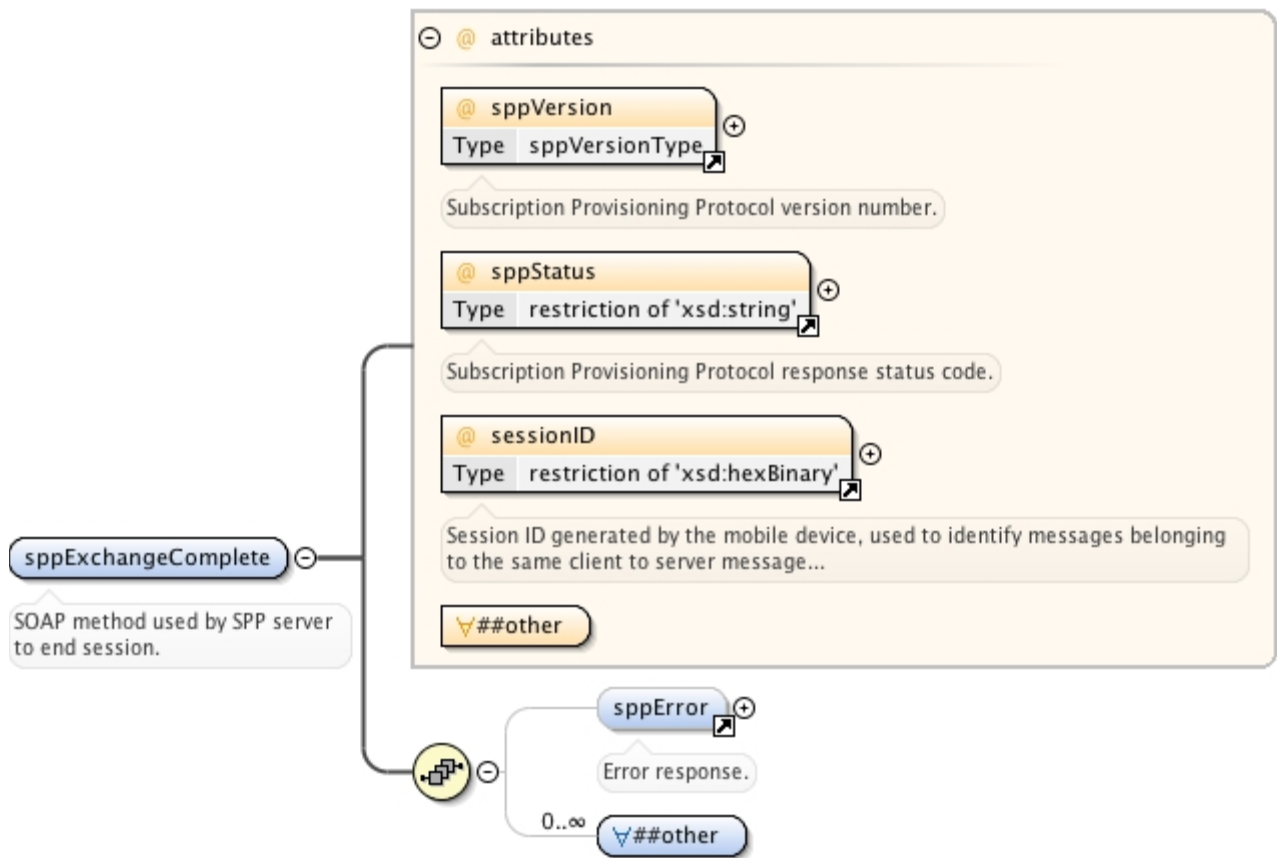 @ attributes
@ sppVersion
Type sppVersionType
Subscription Provisioning Protocol version number.
@ sppStatus
Type restriction of 'xsd:string'
Subscription Provisioning Protocol response status code.
@ sessionID
Type restriction of 'xsd:hexBinary'
Session ID generated by the mobile device, used to identify messages belonging
to the same client to server message...
∀##other
sppExchangeComplete
SOAP method used by SPP server
to end session.
sppError
Error response.
0..∞
∀##other